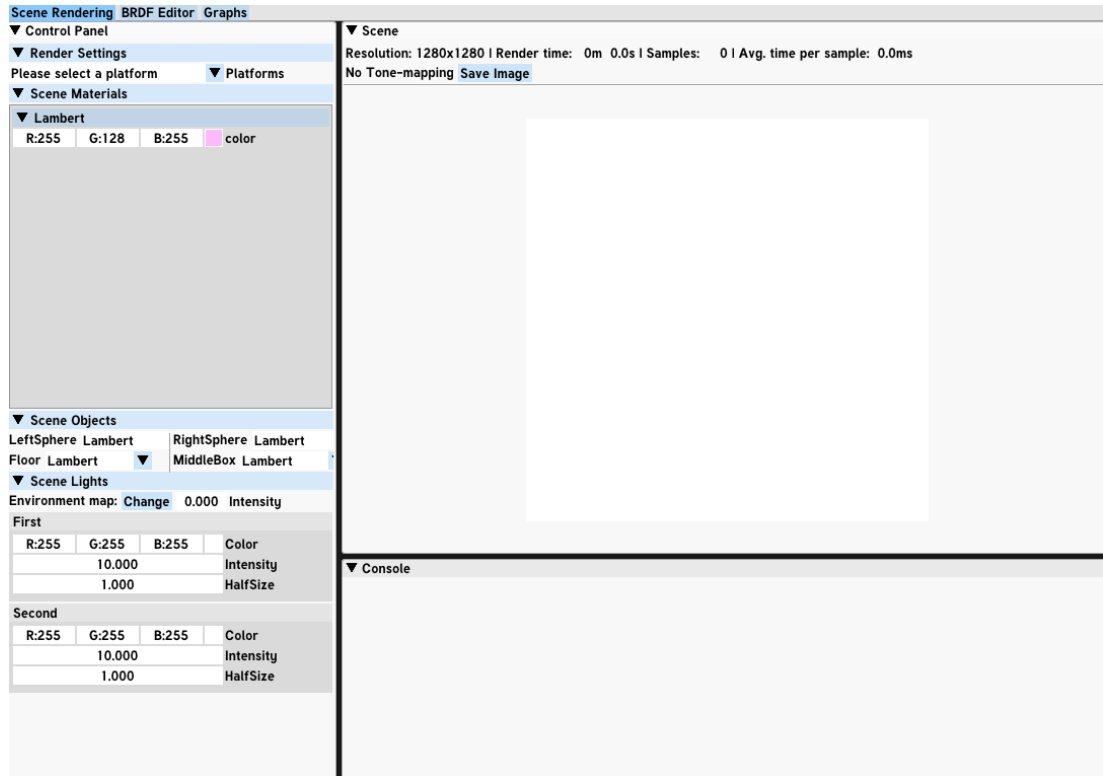 Scene Rendering BRDF Editor Graphs
Control Panel
Render Settings
Please select a platform Platforms
Scene Materials
Lambert
R:255 G:128 B:255 color
Scene Objects
LeftSphere Lambert RightSphere Lambert
Floor Lambert MiddleBox Lambert
Scene Lights
Environment map: Change 0.000 Intensity
First
R:255 G:255 B:255 Color
10.000 Intensity
1.000 HalfSize
Second
R:255 G:255 B:255 Color
10.000 Intensity
1.000 HalfSize
Scene
Resolution: 1280x1280 | Render time: 0m 0.0s | Samples: 0 | Avg. time per sample: 0.0ms
No Tone-mapping Save Image
Console